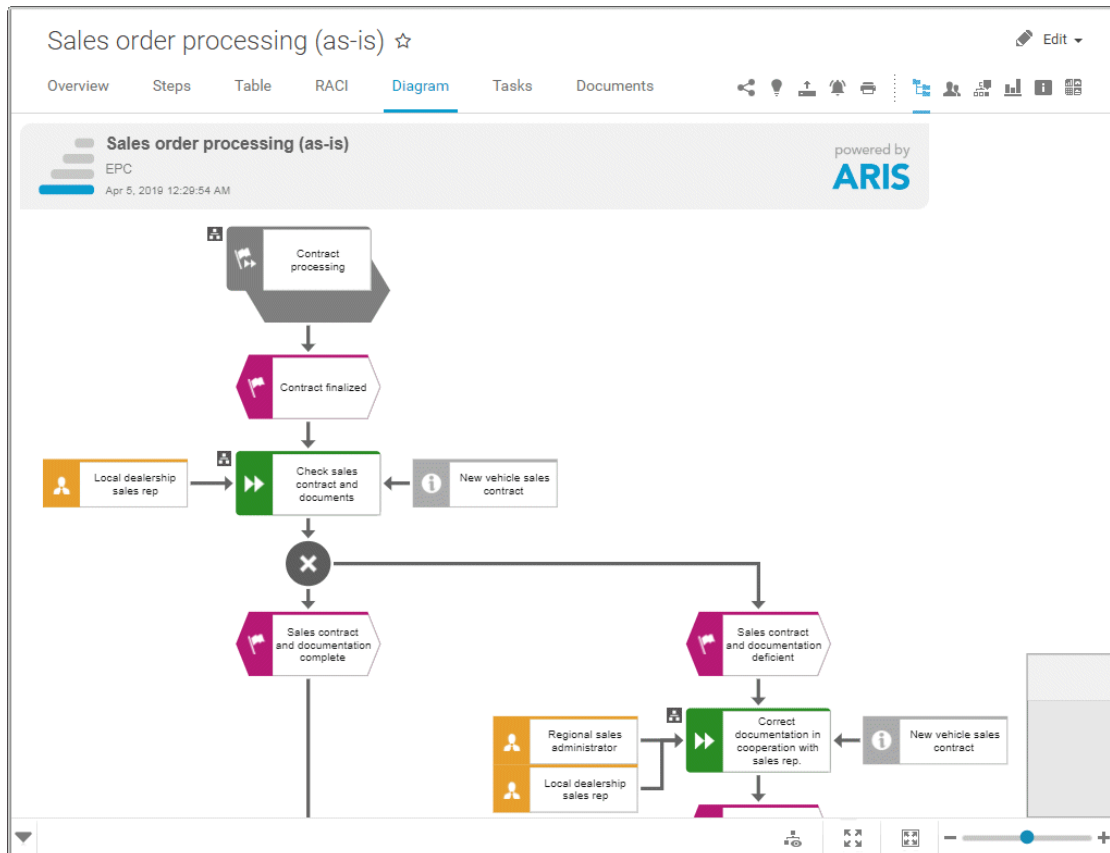 Sales order processing (as-is)
Edit
Overview Steps Table RACI Diagram Tasks Documents
Sales order processing (as-is)
EPC
Apr 5, 2019 12:29:54 AM
powered by
ARIS
Contract
processing
Contract finalized
Local dealership
sales rep
Check sales
contract and
documents
New vehicle sales
contract
Sales contract
and documentation
complete
Sales contract
and documentation
deficient
Regional sales
administrator
Local dealership
sales rep
Correct
documentation in
cooperation with
sales rep.
New vehicle sales
contract